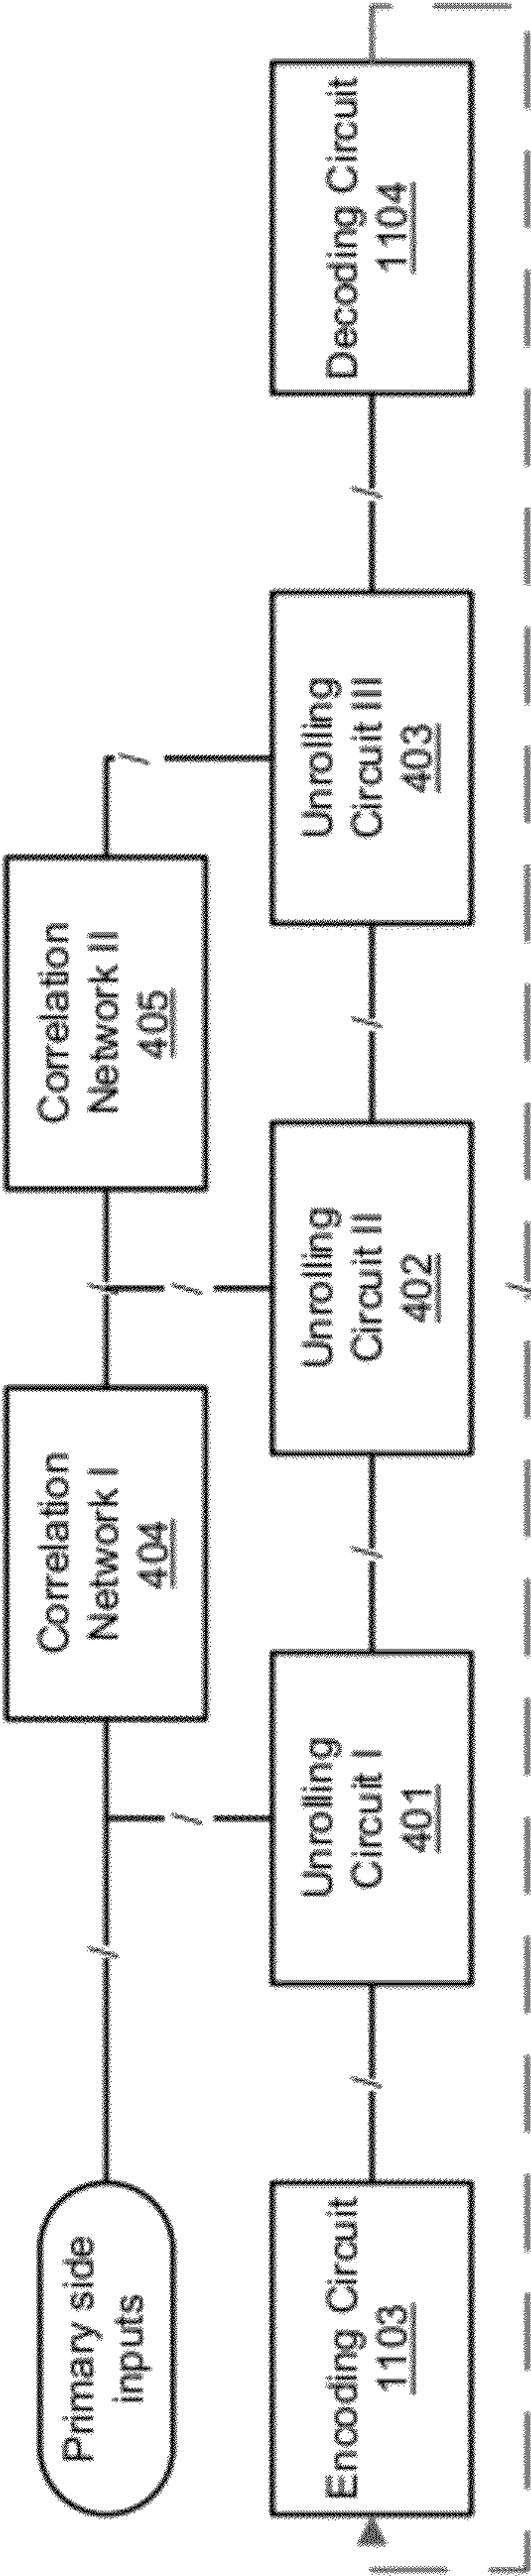 Primary side
inputs
Correlation
Network I
404
Correlation
Network II
405
Encoding Circuit
1103
Unrolling
Circuit I
401
Unrolling
Circuit II
402
Unrolling
Circuit III
403
Decoding Circuit
1104